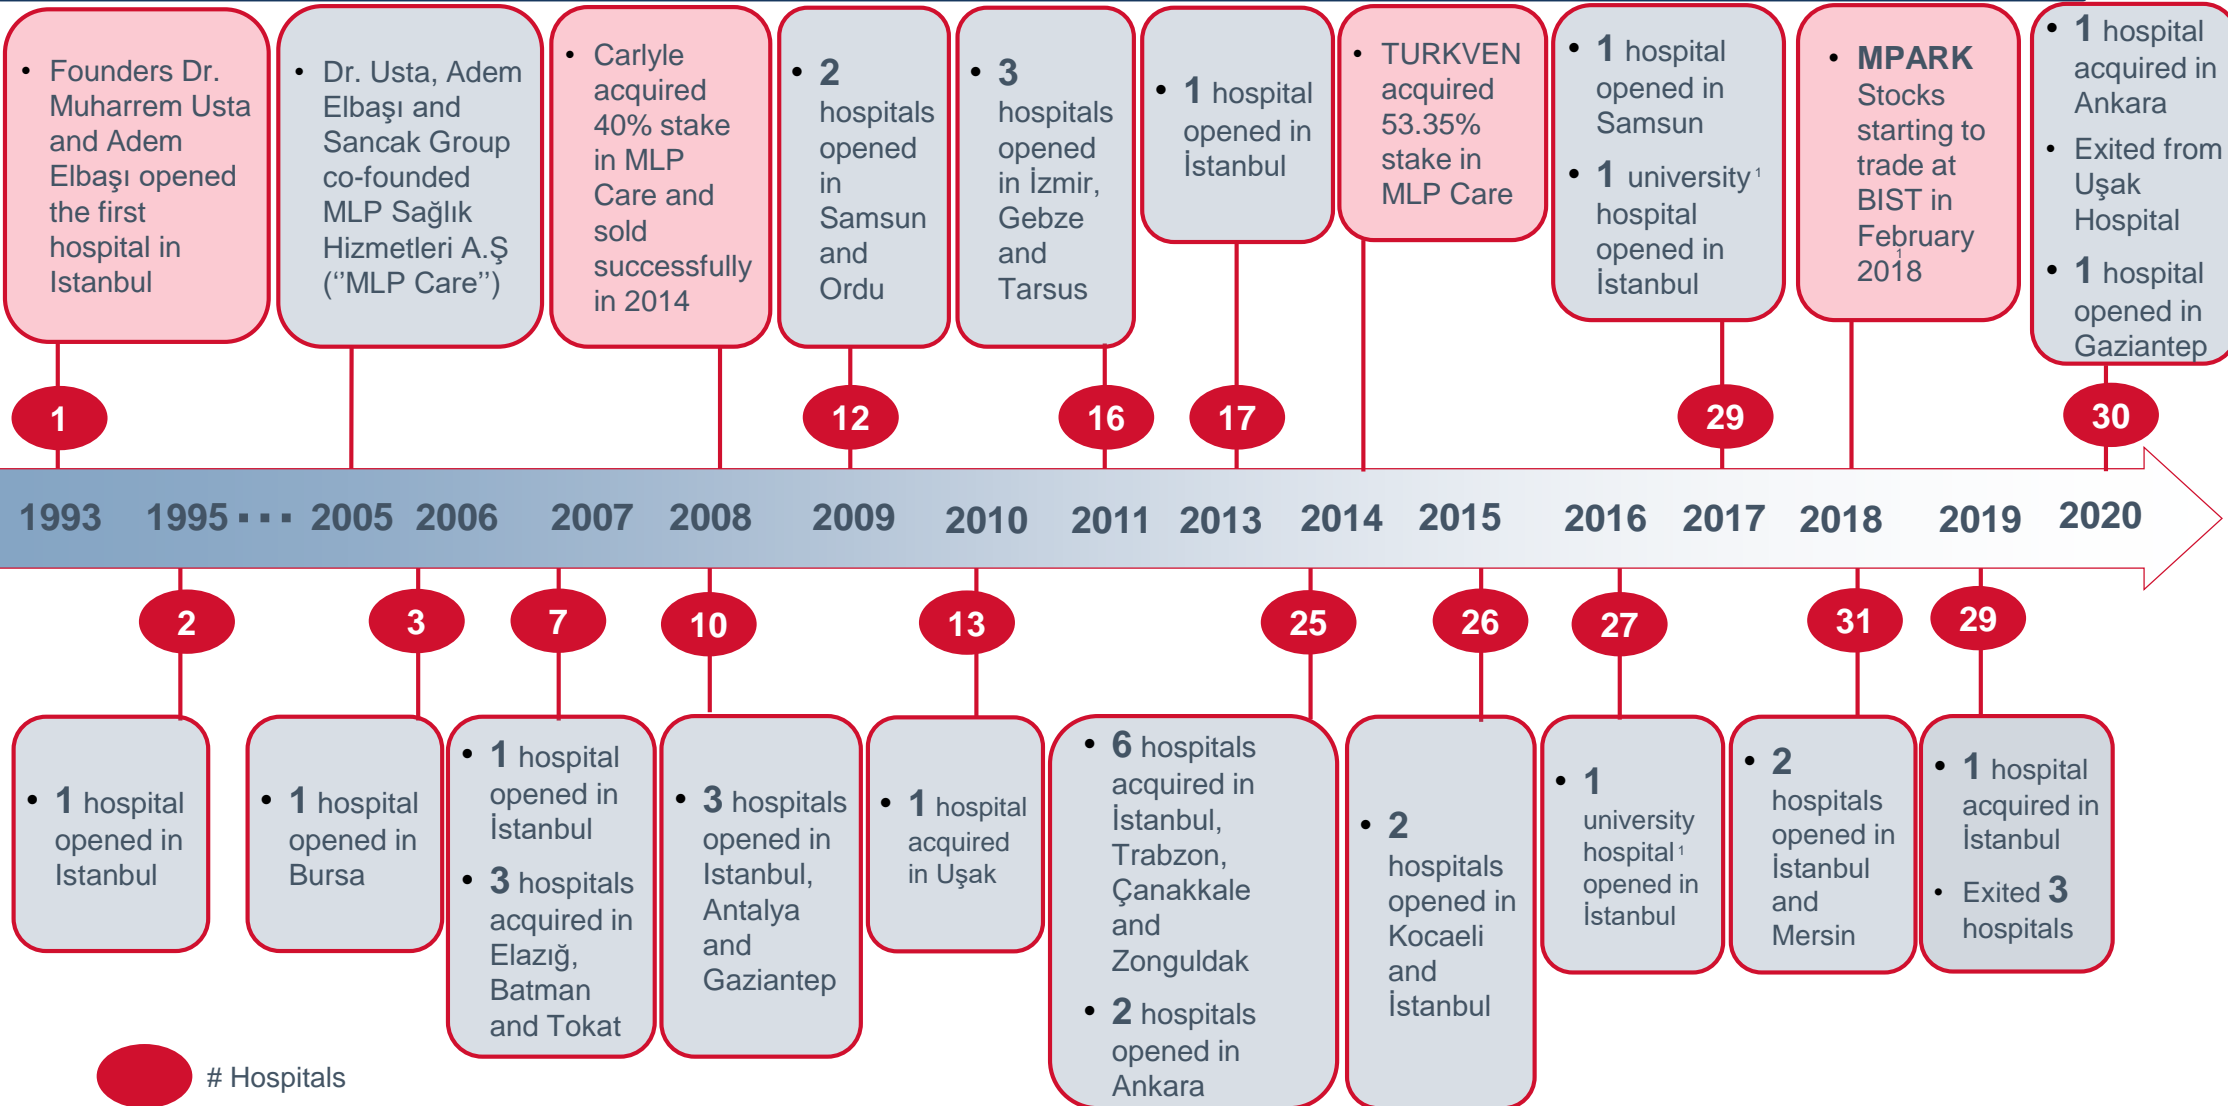 • Founders Dr.
Muharrem Usta
and Adem
Elbaşı opened
the first
hospital in
Istanbul
• Dr. Usta, Adem
Elbaşı and
Sancak Group
co-founded
MLP Sağlık
Hizmetleri A.Ş
(‘’MLP Care’’)
• Carlyle
acquired
40% stake
in MLP
Care and
sold
successfully
in 2014
• 2
hospitals
opened
in
Samsun
and
Ordu
• 3
hospitals
opened
in İzmir,
Gebze
and
Tarsus
• 1 hospital
opened in
İstanbul
• TURKVEN
acquired
53.35%
stake in
MLP Care
• 1 hospital
opened in
Samsun
• 1 university 1
hospital
opened in
İstanbul
• MPARK
Stocks
starting to
trade at
BIST in
February
1
2018
• 1 hospital
acquired in
Ankara
• Exited from
Uşak
Hospital
• 1 hospital
opened in
Gaziantep
1
12
16
17
29
30
1993 1995 ... 2005 2006 2007 2008 2009 2010 2011 2013 2014 2015 2016 2017 2018 2019 2020
2
3
7
10
13
25
26
27
31
29
• 1 hospital
opened in
Istanbul
• 1 hospital
opened in
Bursa
• 1 hospital
opened in
İstanbul
• 3 hospitals
acquired in
Elazığ,
Batman
and Tokat
• 3 hospitals
opened in
Istanbul,
Antalya
and
Gaziantep
• 1 hospital
acquired
in Uşak
• 6 hospitals
acquired in
İstanbul,
Trabzon,
Çanakkale
and
Zonguldak
• 2 hospitals
opened in
Ankara
• 2
hospitals
opened in
Kocaeli
and
İstanbul
• 1
university
hospital 1
opened in
İstanbul
• 2
hospitals
opened in
İstanbul
and
Mersin
• 1 hospital
acquired in
İstanbul
• Exited 3
hospitals
# Hospitals